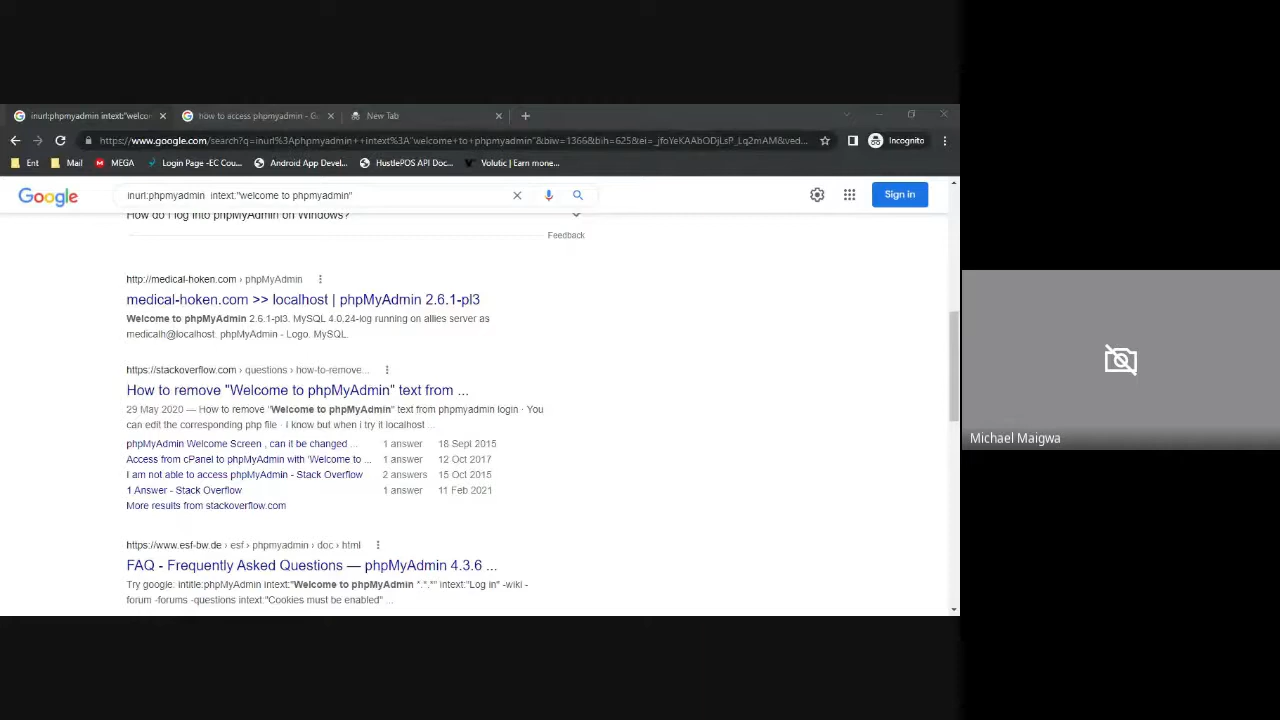 inurl:phpmyadmin intext:"welcon
how to access phpmyadmin - G
New Tab
https://www.google.com/search?q=inurl%3Aphpmyadmin++intext%3A"welcome+to+phpmyadmin"&biw=1366&bih=625&ei=_jfoYeKAAbODjLsP_Lq2mAM&ved...
Incognito
Ent
Mail
MEGA
Login Page -EC Cou...
Android App Devel...
HustlePOS API Doc...
Volutic | Earn mone...
Google
inurl:phpmyadmin intext:"welcome to phpmyadmin"
Sign in
How do I log into phpMyAdmin on Windows?
Feedback
http://medical-hoken.com › phpMyAdmin
medical-hoken.com >> localhost | phpMyAdmin 2.6.1-pl3
Welcome to phpMyAdmin 2.6.1-pl3. MySQL 4.0.24-log running on allies server as
medicalh@localhost. phpMyAdmin - Logo. MySQL.
https://stackoverflow.com › questions › how-to-remove...
How to remove "Welcome to phpMyAdmin" text from ...
29 May 2020 — How to remove "Welcome to phpMyAdmin" text from phpmyadmin login · You
can edit the corresponding php file · I know but when i try it localhost ...
phpMyAdmin Welcome Screen , can it be changed ... 1 answer 18 Sept 2015
Access from cPanel to phpMyAdmin with 'Welcome to ... 1 answer 12 Oct 2017
I am not able to access phpMyAdmin - Stack Overflow 2 answers 15 Oct 2015
1 Answer - Stack Overflow 1 answer 11 Feb 2021
More results from stackoverflow.com
https://www.esf-bw.de › esf › phpmyadmin › doc › html
FAQ - Frequently Asked Questions — phpMyAdmin 4.3.6 ...
Try google: intitle:phpMyAdmin intext:"Welcome to phpMyAdmin *.*.*" intext:"Log in" -wiki -
forum -forums -questions intext:"Cookies must be enabled" ...
Michael Maigwa